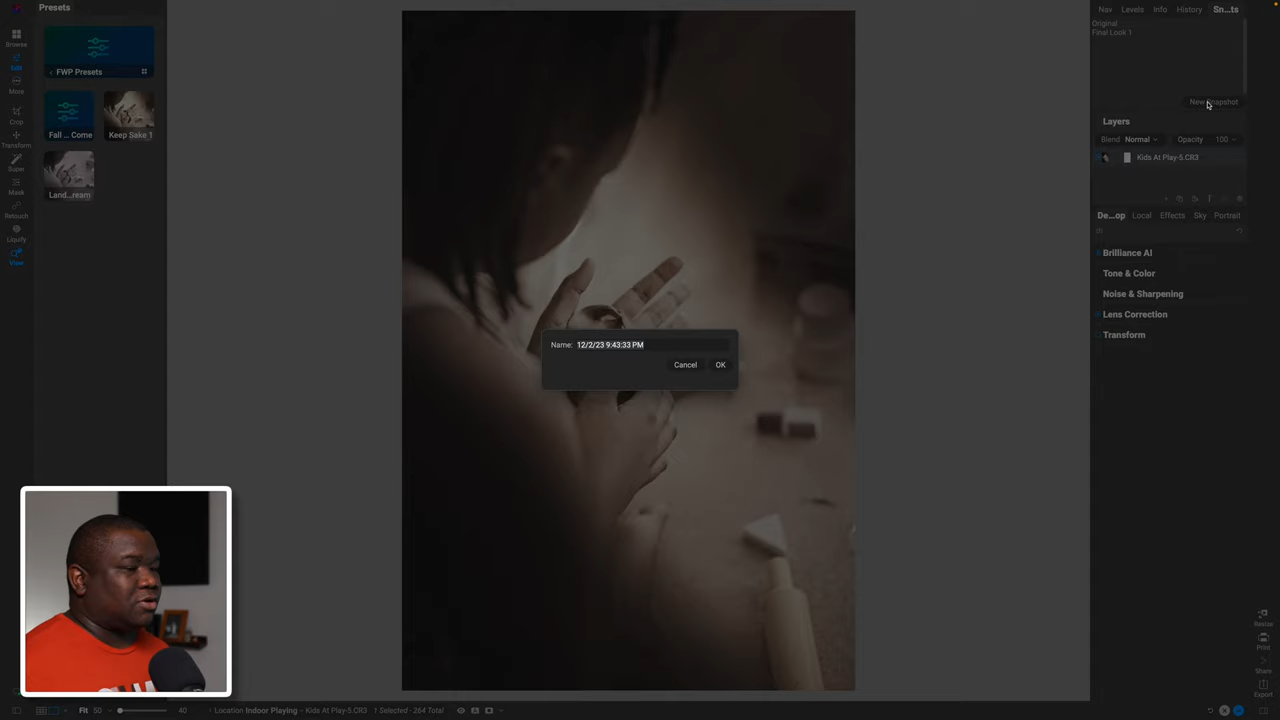 Presets
Nav Levels Info History Sn...ts
Original
Final Look 1
Browse
FWP Presets
Edit
More
New Snapshot
Crop
Layers
Fall ... Come Keep Sake 1
Blend Normal Opacity 100
Transform
Kids At Play-5.CR3
Super
Mask
Land...ream
Retouch
De...op Local Effects Sky Portrait
Liquify
View
Brilliance AI
Tone & Color
Noise & Sharpening
Lens Correction
Transform
Name: 12/2/23 9:43:33 PM
Cancel OK
Resize
Print
Share
Export
Fit 50 40 Location Indoor Playing - Kids At Play-5.CR3 ? Selected - 264 Total